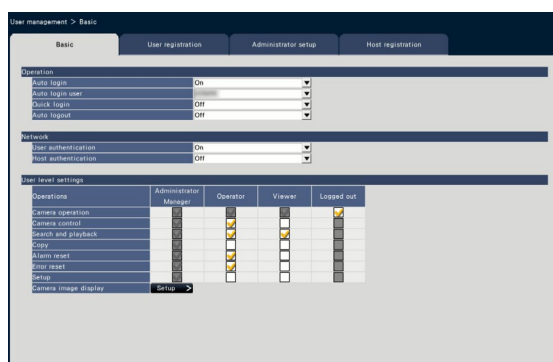 User management > Basic
Basic User registration Administrator setup Host registration
Operation
Auto login On
Auto login user
Quick login Off
Auto logout Off
Network
User authentication On
Host authentication Off
User level settings
Operations Administrator Manager Operator Viewer Logged out
Camera operation
Camera control
Search and playback
Copy
Alarm reset
Error reset
Setup
Camera image display Setup >